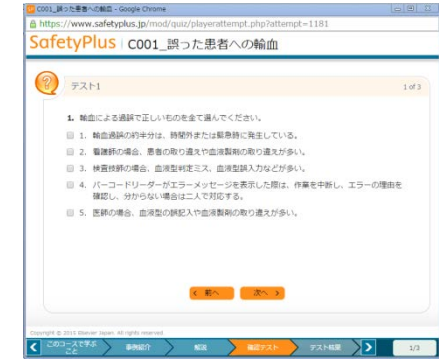 C001_誤った患者への輸血 - Google Chrome
https://www.safetyplus.jp/mod/quiz/playerattempt.php?attempt=1181
SafetyPlus C001_誤った患者への輸血
テスト1
1 of 3
1. 輸血による過誤で正しいものを全て選んでください。
1. 輸血過誤の約半分は、時間外または緊急時に発生している。
2. 看護師の場合、患者の取り違えや血液製剤の取り違えが多い。
3. 検査技師の場合、血液型判定ミス、血液型誤入力などが多い。
4. バーコードリーダーがエラーメッセージを表示した際は、作業を中断し、エラーの理由を
確認し、分からない場合は二人で対応する。
5. 医師の場合、血液型の誤記入や血液製剤の取り違えが多い。
前へ 次へ
Copyright © 2015 Elsevier Japan. All rights reserved.
このコースで学ぶ
こと
事例紹介 解説 確認テスト テスト結果 1/3